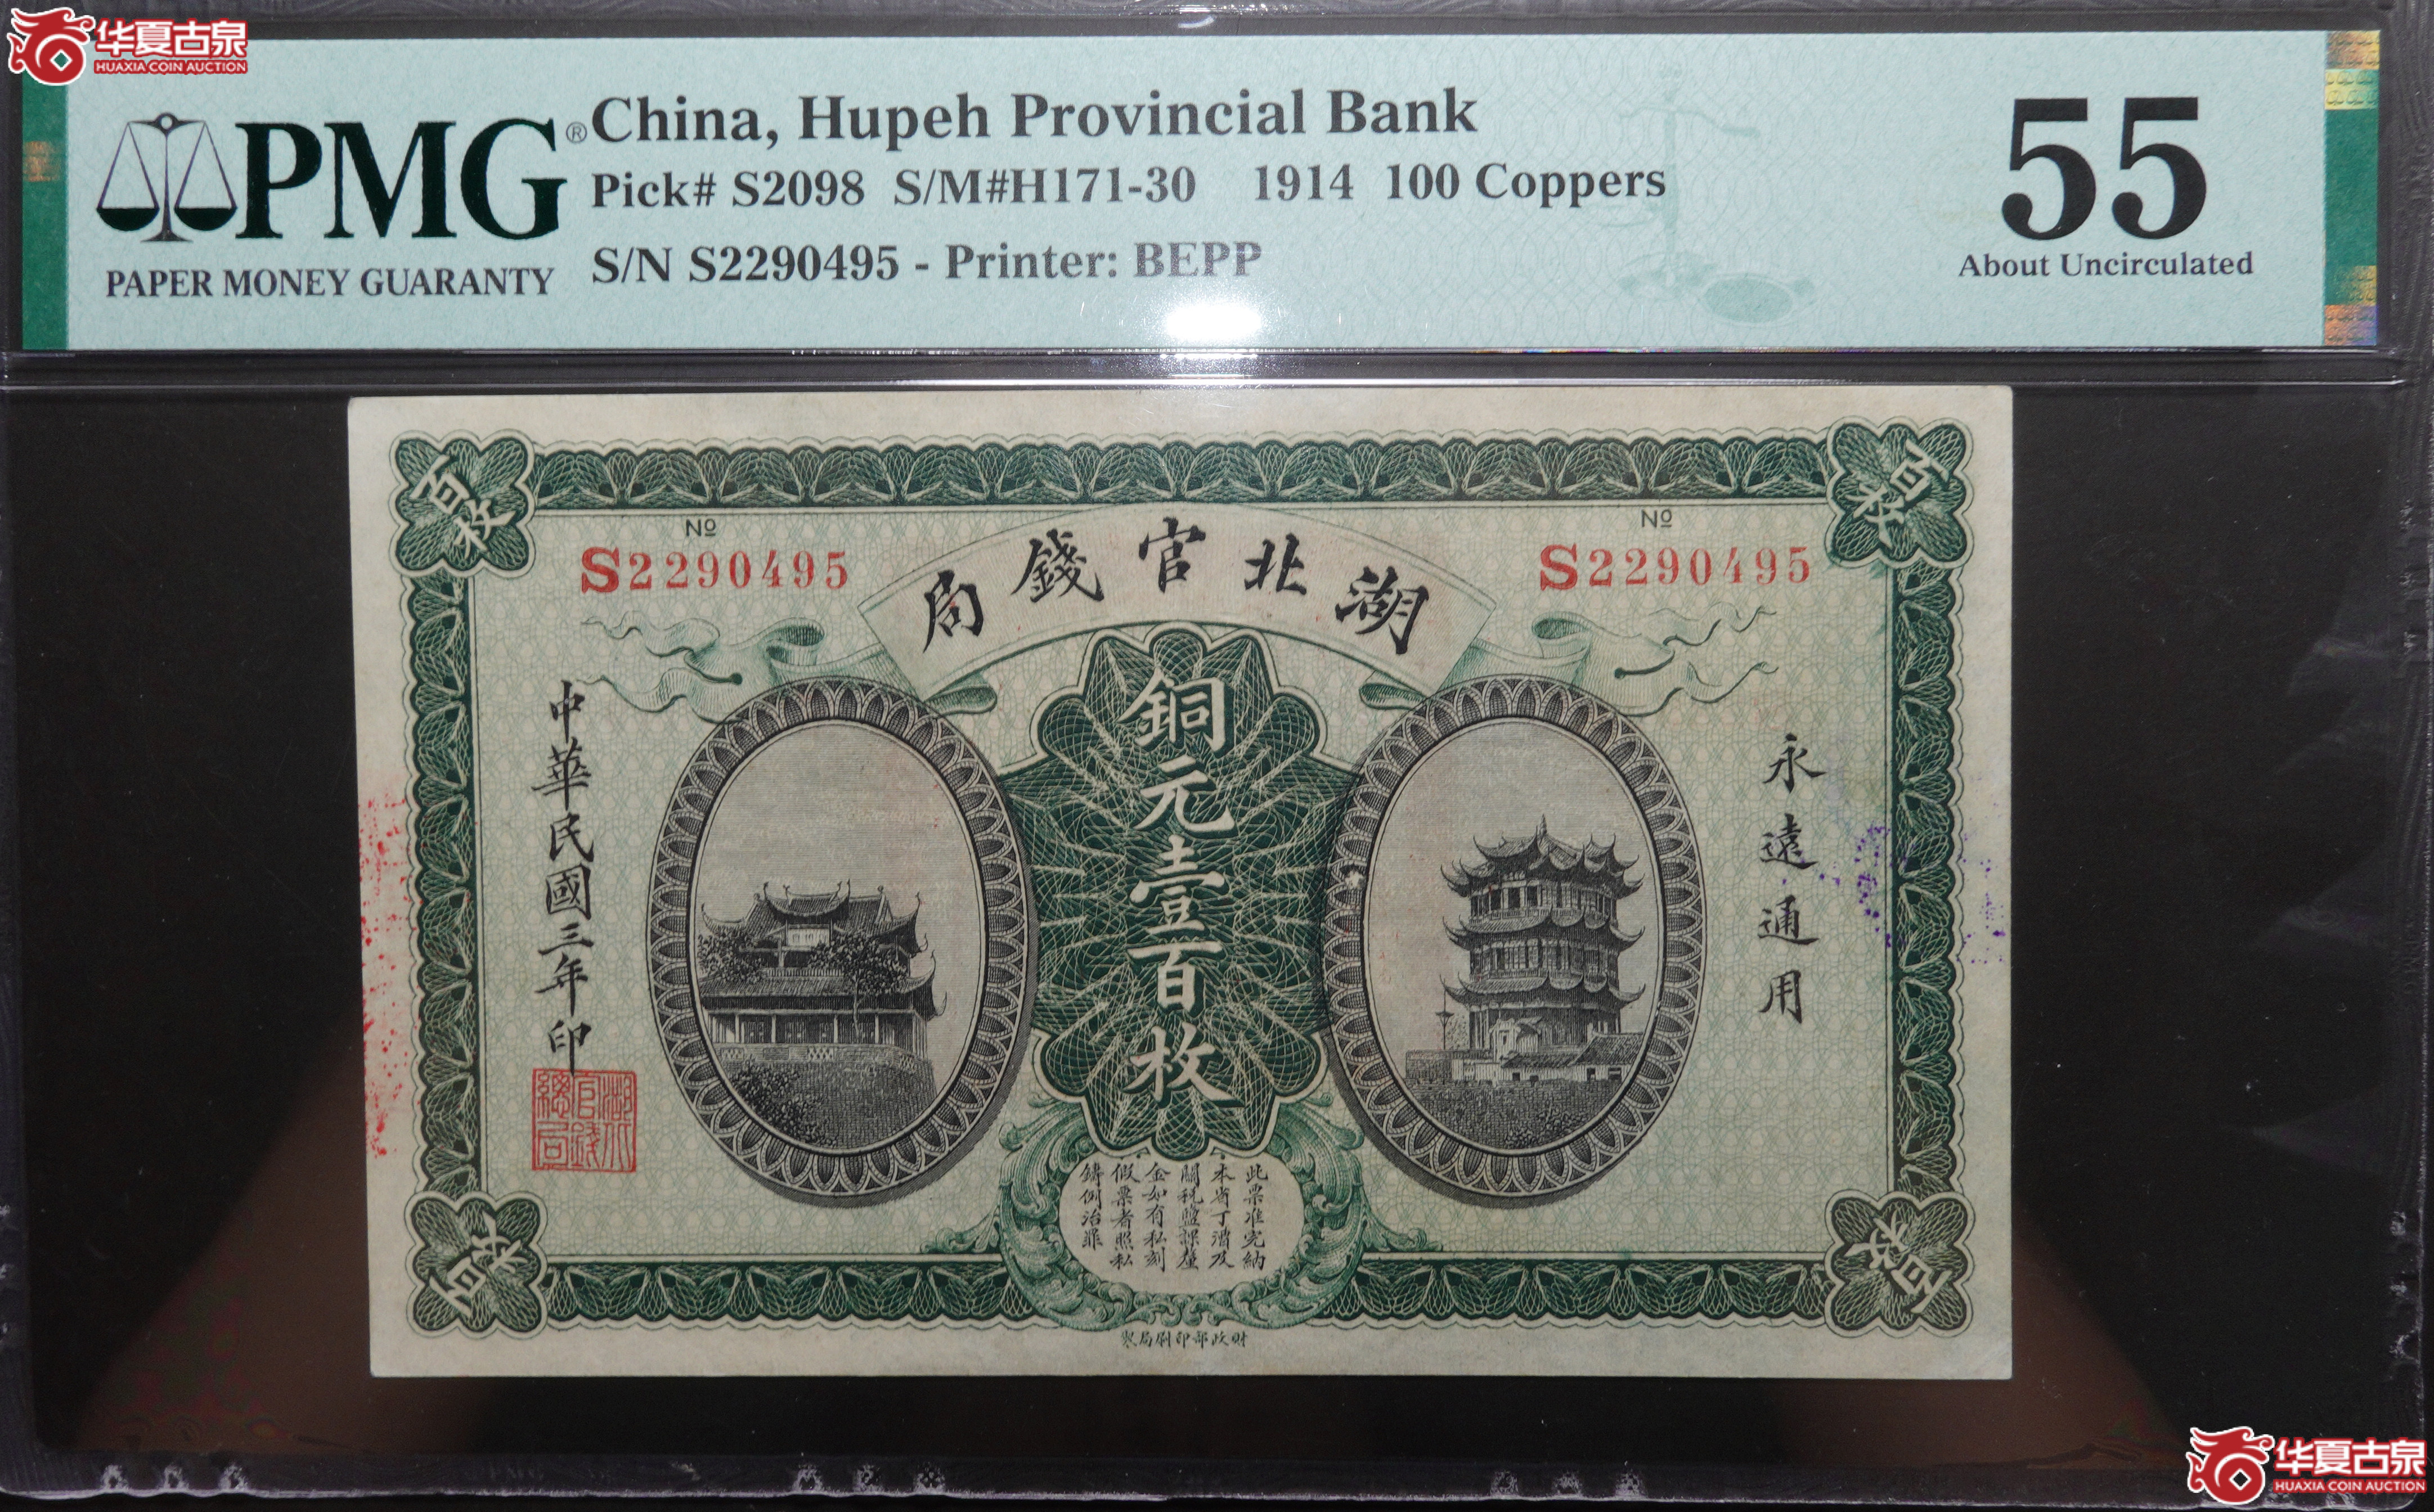 华夏古泉
HUAXIA COIN AUCTION
PMG®
PAPER MONEY GUARANTY
China, Hupeh Provincial Bank
Pick# S2098 S/M#H171-30 1914 100 Coppers
S/N S2290495 - Printer: BEPP
55
About Uncirculated
百枚
百枚
Nº
S2290495
Nº
S2290495
湖北官錢局
銅元壹百枚
永遠通用
中華民國三年印
湖北
官錢
總局
此票准完納
本省丁漕及
關稅鹽課釐
金如有私刻
假票者照私
鑄例治罪
百枚
百枚
財政部印刷局製
华夏古泉
HUAXIA COIN AUCTION